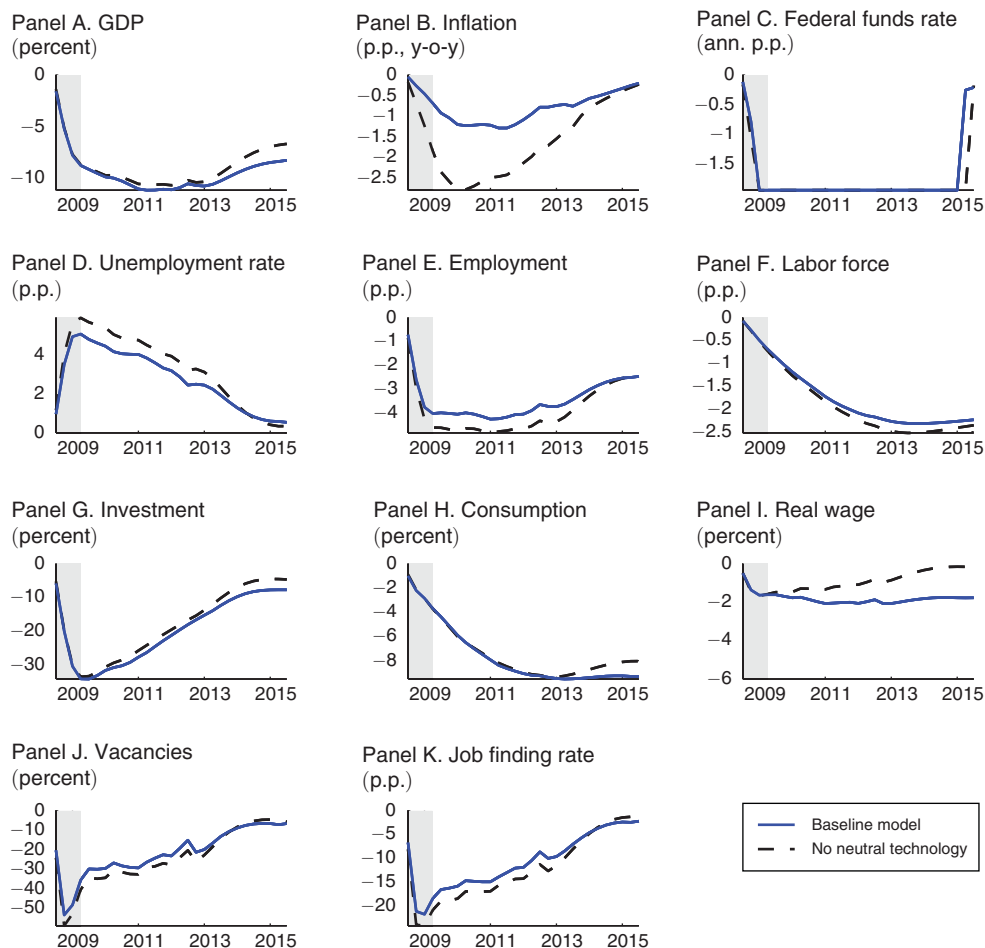 Panel A. GDP
(percent)
0
−5
−10
2009 2011 2013 2015
Panel B. Inflation
(p.p., y-o-y)
0
−0.5
−1
−1.5
−2
−2.5
2009 2011 2013 2015
Panel C. Federal funds rate
(ann. p.p.)
0
−0.5
−1
−1.5
2009 2011 2013 2015
Panel D. Unemployment rate
(p.p.)
4
2
0
2009 2011 2013 2015
Panel E. Employment
(p.p.)
0
−1
−2
−3
−4
2009 2011 2013 2015
Panel F. Labor force
(p.p.)
0
−0.5
−1
−1.5
−2
−2.5
2009 2011 2013 2015
Panel G. Investment
(percent)
0
−10
−20
−30
2009 2011 2013 2015
Panel H. Consumption
(percent)
0
−2
−4
−6
−8
2009 2011 2013 2015
Panel I. Real wage
(percent)
0
−2
−4
−6
2009 2011 2013 2015
Panel J. Vacancies
(percent)
0
−10
−20
−30
−40
−50
2009 2011 2013 2015
Panel K. Job finding rate
(p.p.)
0
−5
−10
−15
−20
2009 2011 2013 2015
Baseline model
No neutral technology